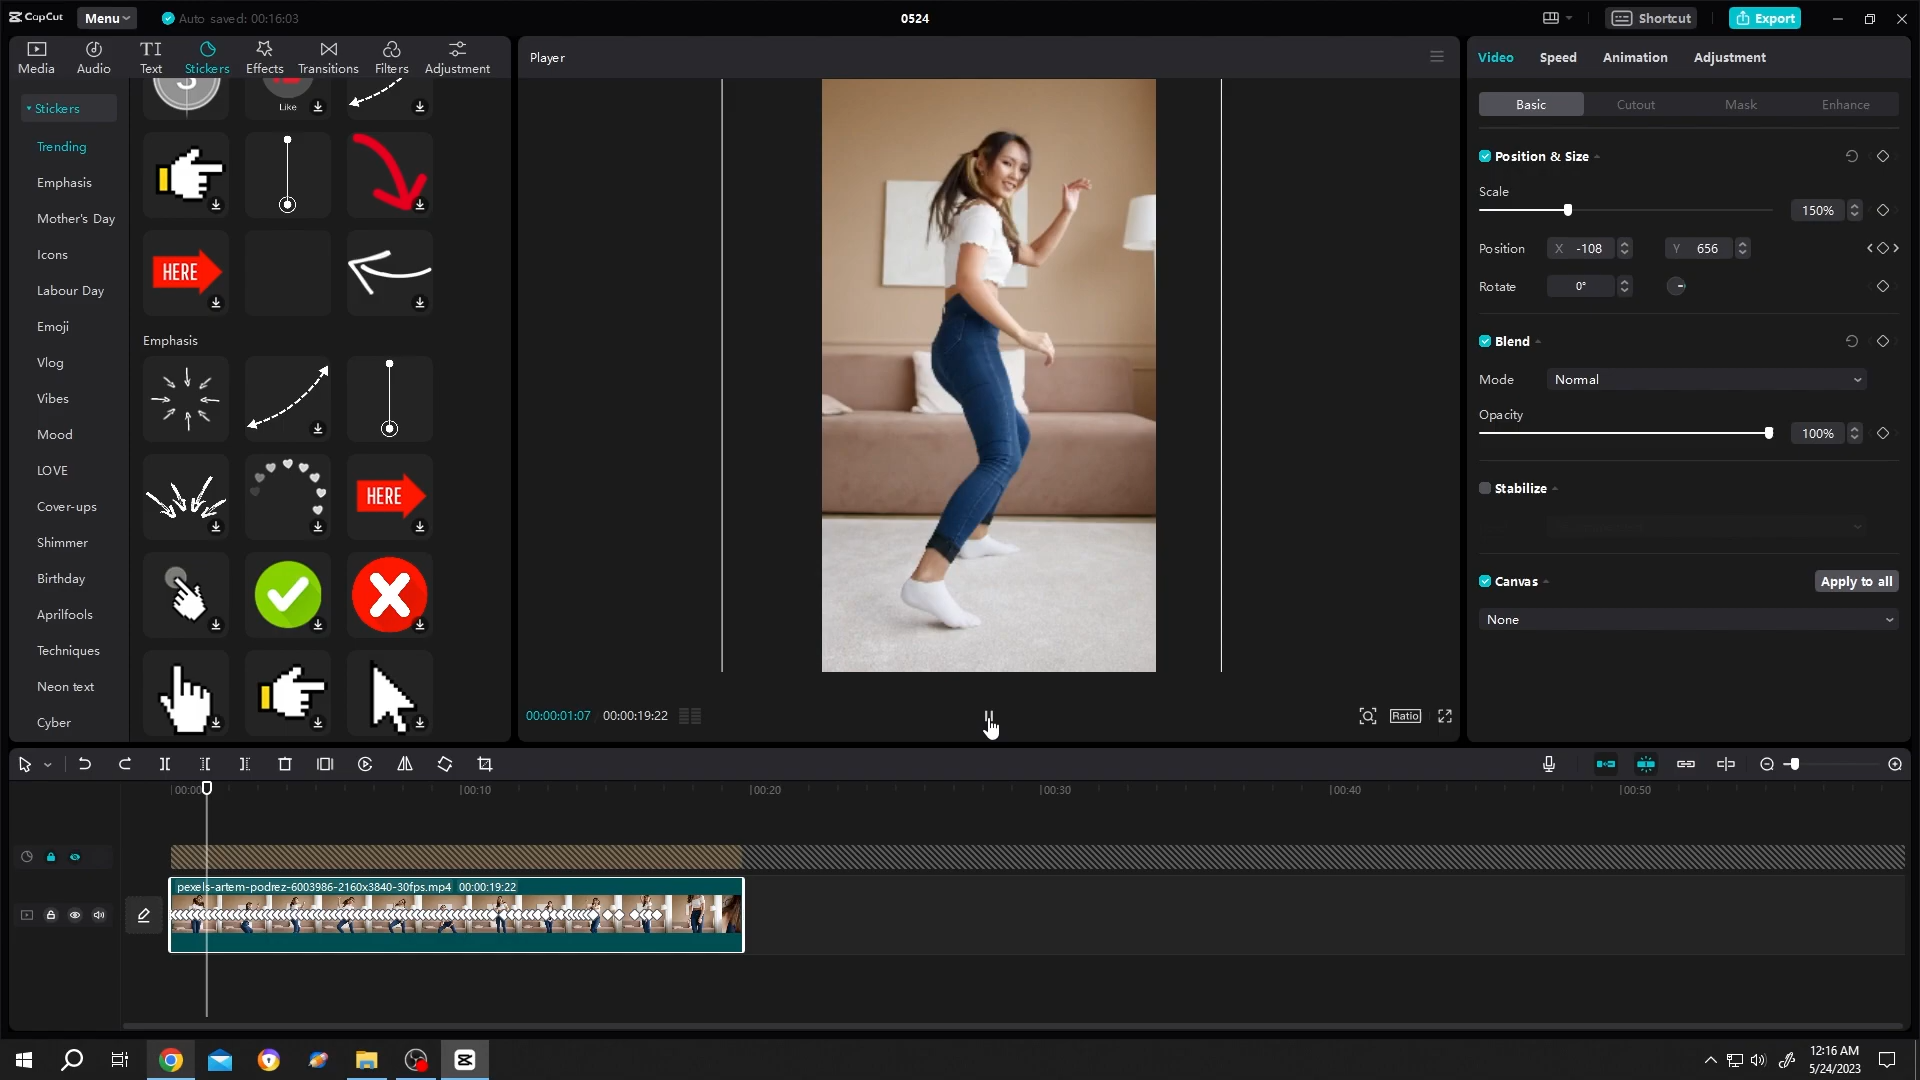 CapCut
Menu
Auto saved: 00:16:03
0524
Shortcut
Export
Media
Audio
TI
Text
Stickers
Effects
Transitions
Filters
Adjustment
Player
Video
Speed
Animation
Adjustment
Stickers
Trending
Emphasis
Mother's Day
Icons
Labour Day
Emoji
Vlog
Vibes
Mood
LOVE
Cover-ups
Shimmer
Birthday
Aprilfools
Techniques
Neon text
Cyber
3
Like
HERE
Emphasis
HERE
00:00:01:07
00:00:19:22
Ratio
Basic
Cutout
Mask
Enhance
Position & Size
Scale
150%
Position
X -108
Y 656
Rotate
0°
Blend
Mode
Normal
Opacity
100%
Stabilize
Canvas
Apply to all
None
00:00
00:10
00:20
00:30
00:40
00:50
pexels-artem-podrez-6003986-2160x3840-30fps.mp4 00:00:19:22
12:16 AM
5/24/2023